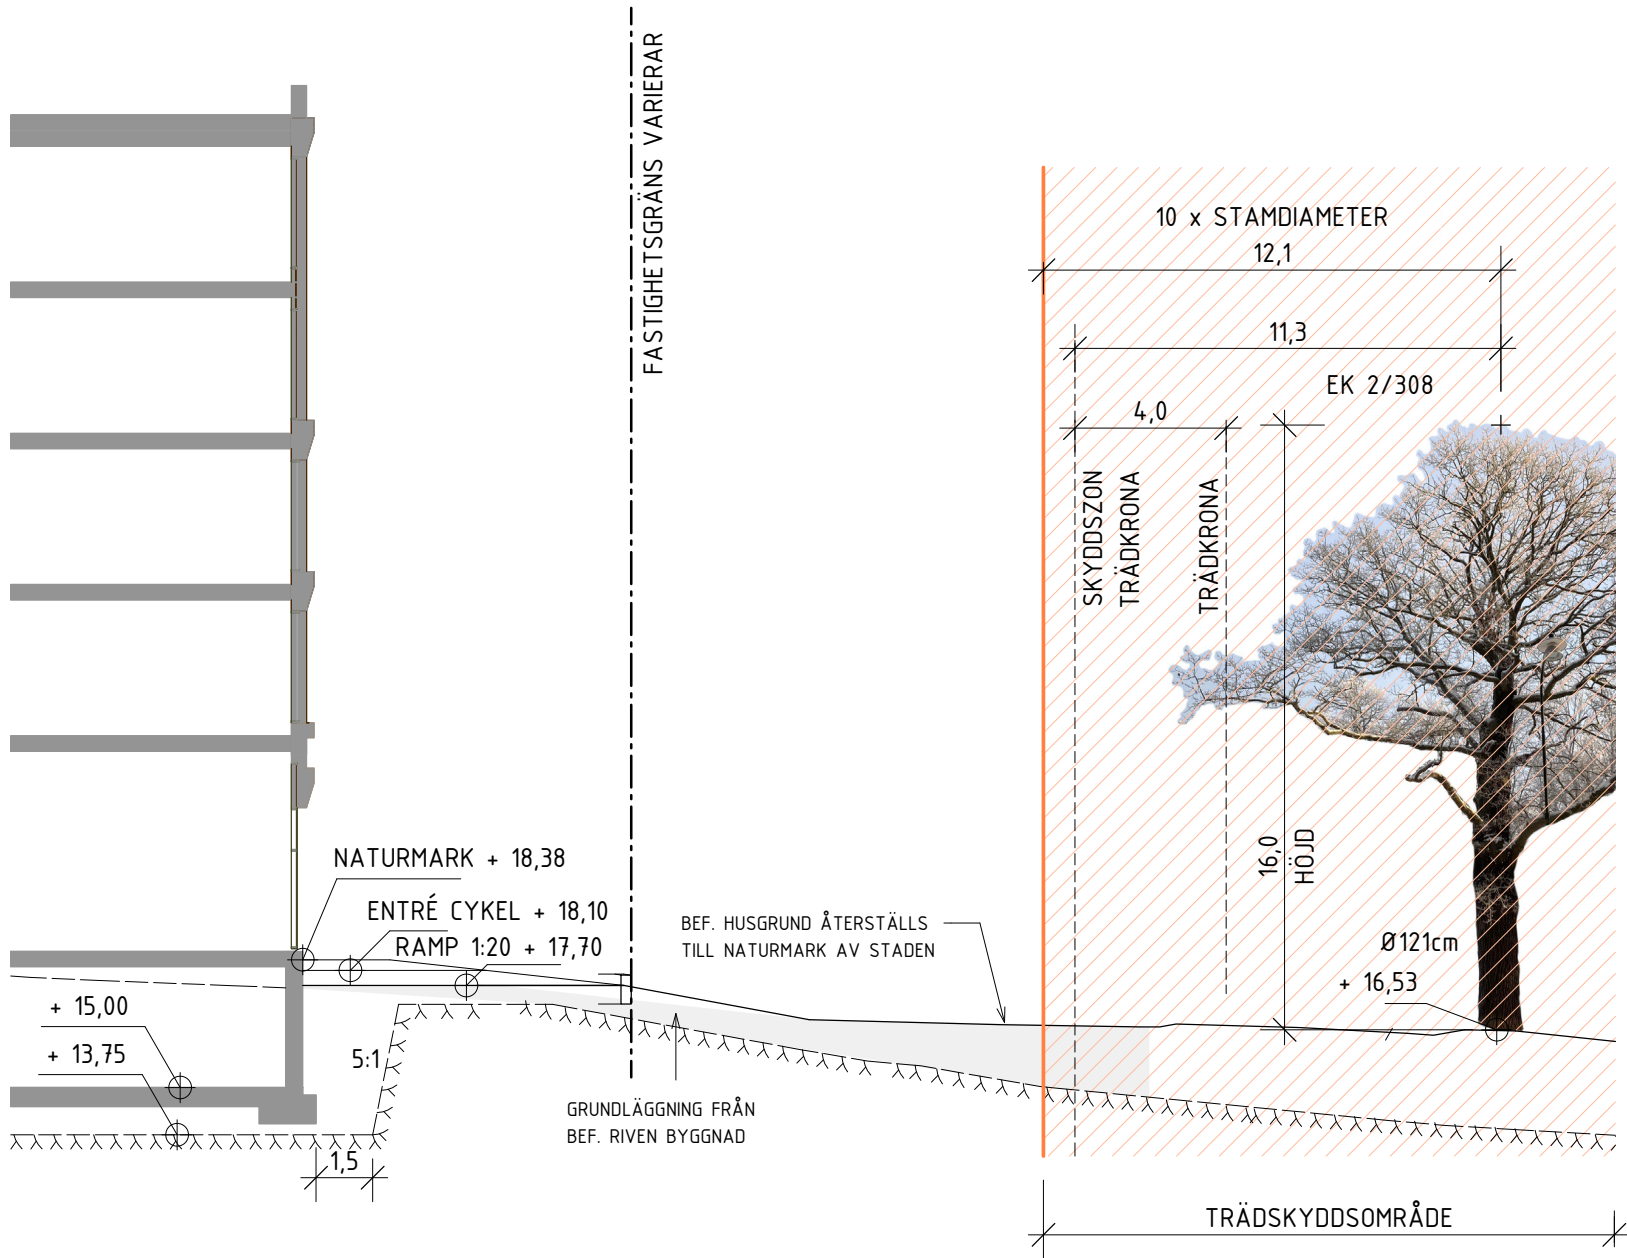 FASTIGHETSGRÄNS VARIERAR
10 x STAMDIAMETER
12,1
11,3
EK 2/308
4,0
SKYDDSZON
TRÄDKRONA
TRÄDKRONA
16,0
HÖJD
NATURMARK + 18,38
ENTRÉ CYKEL + 18,10
RAMP 1:20 + 17,70
BEF. HUSGRUND ÅTERSTÄLLS
TILL NATURMARK AV STADEN
Ø121cm
+ 16,53
+ 15,00
+ 13,75
5:1
GRUNDLÄGGNING FRÅN
BEF. RIVEN BYGGNAD
1,5
TRÄDSKYDDSOMRÅDE